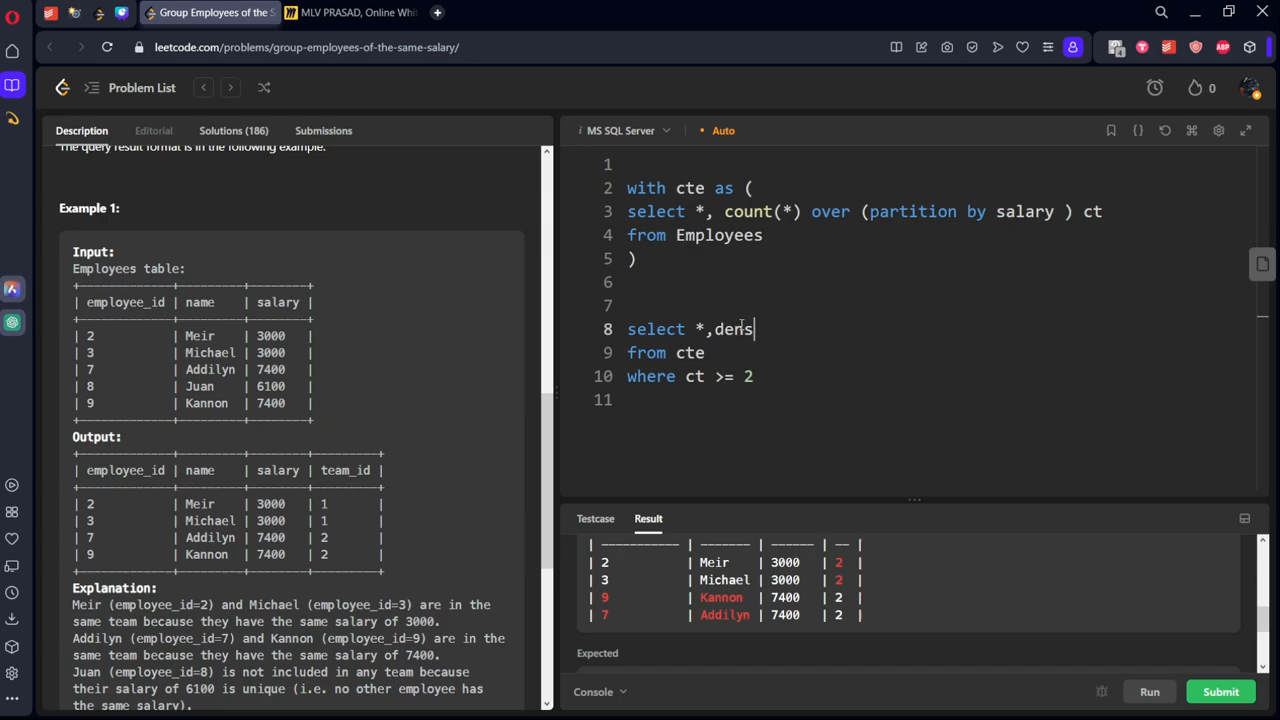 Group Employees of the S
MLV PRASAD, Online Whit
leetcode.com/problems/group-employees-of-the-same-salary/
4
ABP
Problem List
0
Description
Editorial
Solutions (186)
Submissions
The query result format is in the following example.
Example 1:
Input:
Employees table:
+-------------+---------+--------+
| employee_id | name | salary |
+-------------+---------+--------+
| 2 | Meir | 3000 |
| 3 | Michael | 3000 |
| 7 | Addilyn | 7400 |
| 8 | Juan | 6100 |
| 9 | Kannon | 7400 |
+-------------+---------+--------+
Output:
+-------------+---------+--------+---------+
| employee_id | name | salary | team_id |
+-------------+---------+--------+---------+
| 2 | Meir | 3000 | 1 |
| 3 | Michael | 3000 | 1 |
| 7 | Addilyn | 7400 | 2 |
| 9 | Kannon | 7400 | 2 |
+-------------+---------+--------+---------+
Explanation:
Meir (employee_id=2) and Michael (employee_id=3) are in the
same team because they have the same salary of 3000.
Addilyn (employee_id=7) and Kannon (employee_id=9) are in the
same team because they have the same salary of 7400.
Juan (employee_id=8) is not included in any team because
their salary of 6100 is unique (i.e. no other employee has
the same salary).
i MS SQL Server
• Auto
1
2 with cte as (
3 select *, count(*) over (partition by salary ) ct
4 from Employees
5 )
6
7
8 select *,dens
9 from cte
10 where ct >= 2
11
Testcase
Result
| ----------- | ------- | ------ | -- |
| 2 | Meir | 3000 | 2 |
| 3 | Michael | 3000 | 2 |
| 9 | Kannon | 7400 | 2 |
| 7 | Addilyn | 7400 | 2 |
Expected
Console
Run
Submit